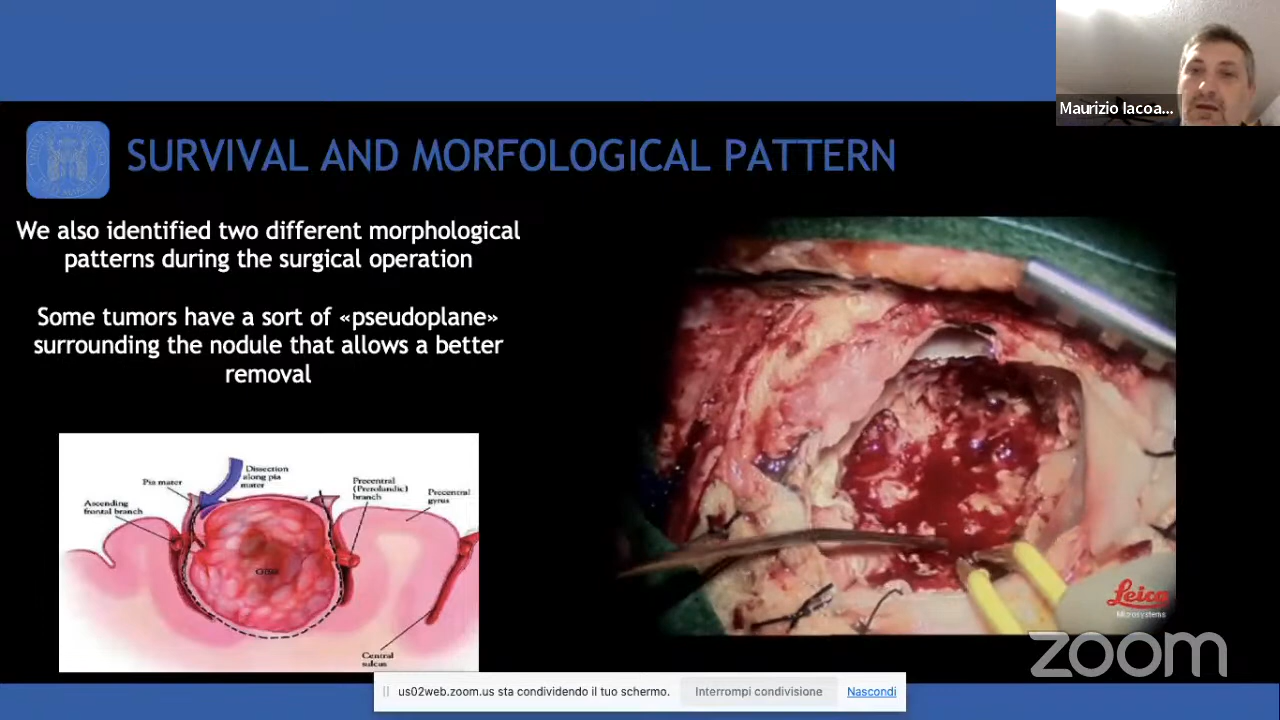 Maurizio Iacoa...
SURVIVAL AND MORFOLOGICAL PATTERN
We also identified two different morphological
patterns during the surgical operation
Some tumors have a sort of «pseudoplane»
surrounding the nodule that allows a better
removal
Dissection
along pia
mater
Pia mater
Ascending
frontal branch
Precentral
(Prerolandic)
branch
Precentral
gyrus
GBM
Central
sulcus
Leica
Microsystems
zoom
us02web.zoom.us sta condividendo il tuo schermo.
Interrompi condivisione
Nascondi